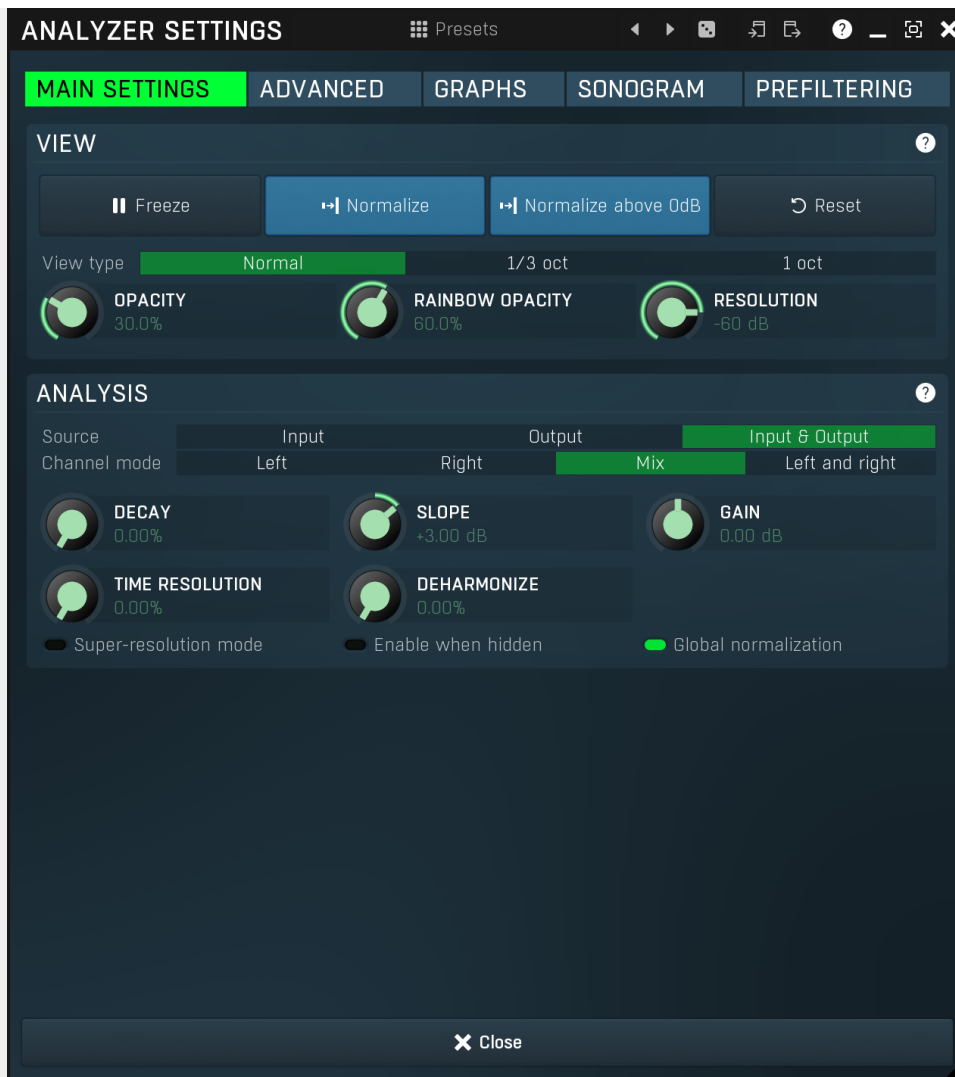 ANALYZER SETTINGS Presets ?
MAIN SETTINGS ADVANCED GRAPHS SONOGRAM PREFILTERING
VIEW ?
Freeze Normalize Normalize above 0dB Reset
View type Normal 1/3 oct 1 oct
OPACITY RAINBOW OPACITY RESOLUTION
30.0% 60.0% -60 dB
ANALYSIS ?
Source Input Output Input & Output
Channel mode Left Right Mix Left and right
DECAY SLOPE GAIN
0.00% +3.00 dB 0.00 dB
TIME RESOLUTION DEHARMONIZE
0.00% 0.00%
Super-resolution mode Enable when hidden Global normalization
Close